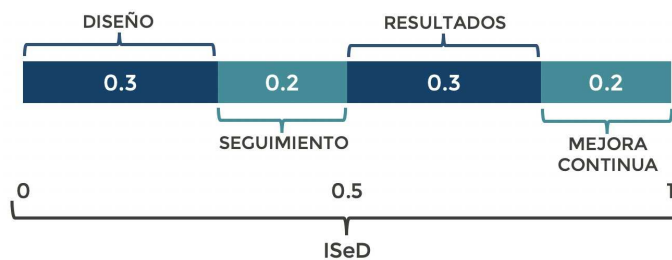 DISEÑO
RESULTADOS
0.3 0.2 0.3 0.2
SEGUIMIENTO
MEJORA
CONTINUA
0 0.5 1
ISeD